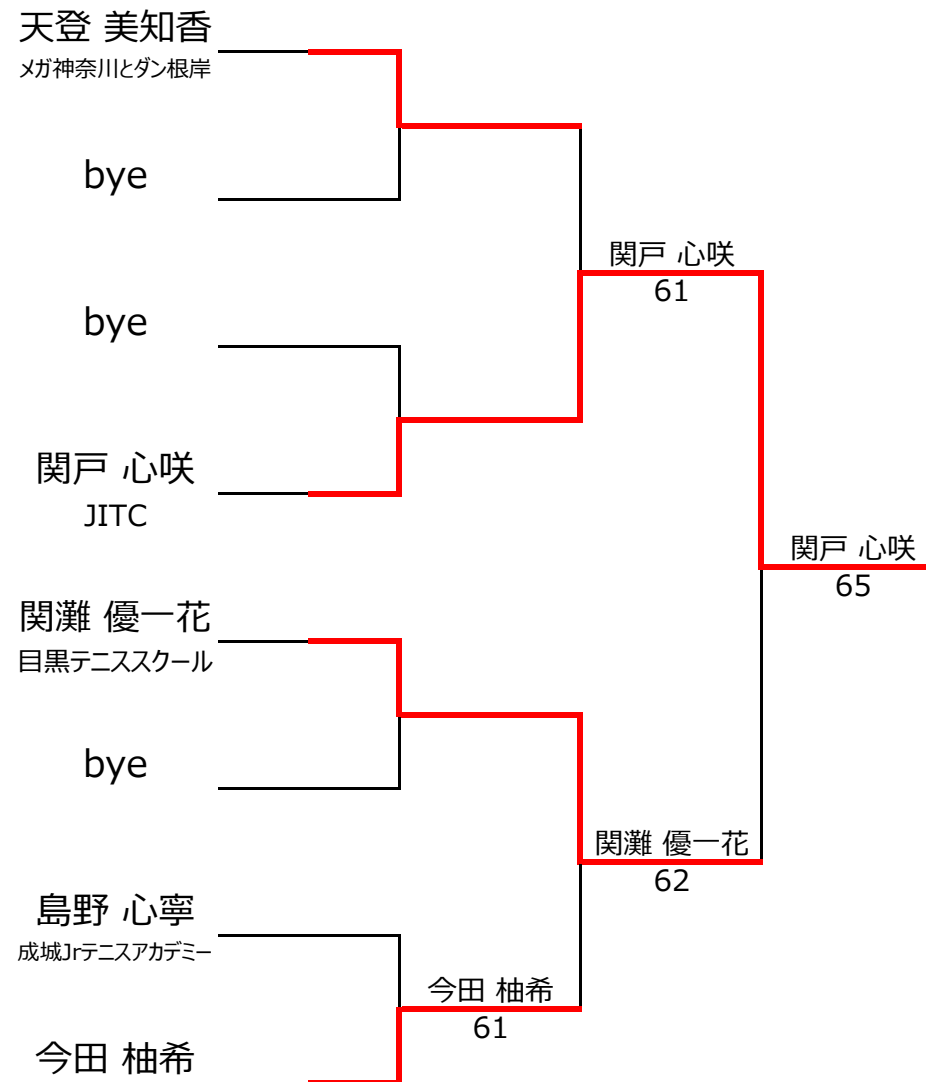 天登 美知香
メガ神奈川とダン根岸
bye
bye
関戸 心咲
JITC
関灘 優一花
目黒テニススクール
bye
島野 心寧
成城Jrテニスアカデミー
今田 柚希
今田 柚希
61
関戸 心咲
61
関灘 優一花
62
関戸 心咲
65